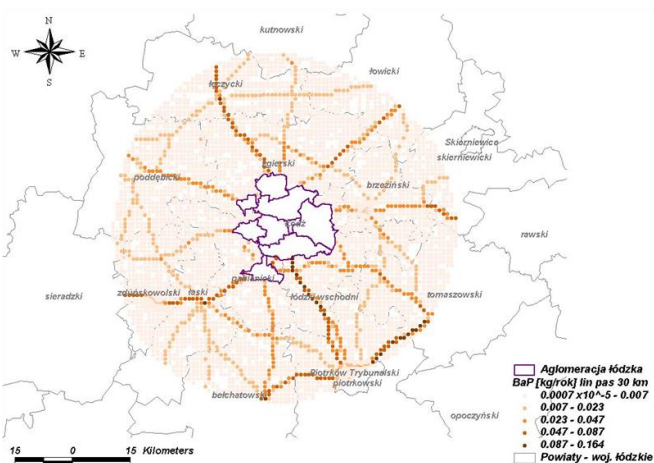 N
kutnowski
W E
S
łowicki
łęczycki
Skierniewice
skierniewicki
zgierski
poddębicki
brzeziński
Łódź
rawski
pabianicki
sieradzki
zduńskowolski
łaski
łódzki wschodni
tomaszowski
Piotrków Trybunalski
piotrkowski
bełchatowski
opoczyński
Aglomeracja łódzka
BaP [kg/rók] lin pas 30 km
0.0007 x10^-5 - 0.007
0.007 - 0.023
0.023 - 0.047
0.047 - 0.087
0.087 - 0.164
Powiaty - woj. łódzkie
15 0 15 Kilometers